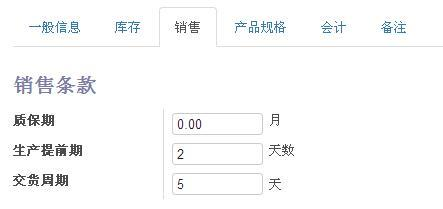 一般信息 库存 销售 产品规格 会计 备注
销售条款
质保期 0.00 月
生产提前期 2 天数
交货周期 5 天